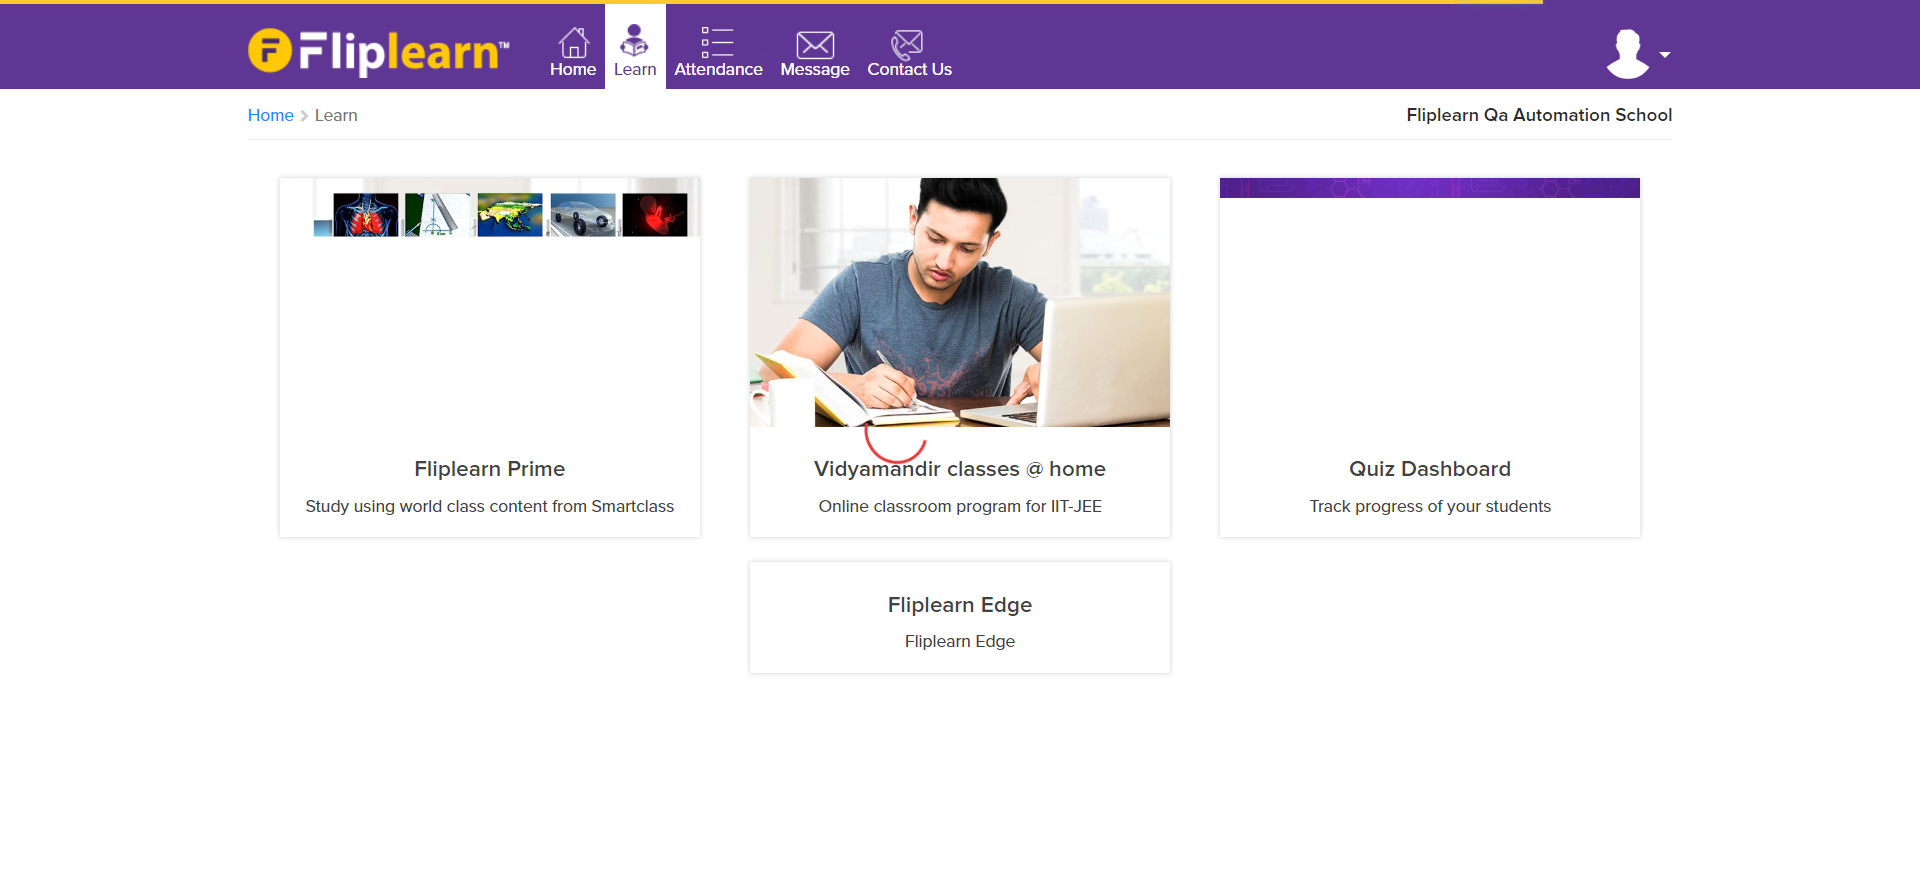 Fliplearn™
Home
Learn
Attendance
Message
Contact Us
Home Learn
Fliplearn Qa Automation School
Fliplearn Prime
Study using world class content from Smartclass
Vidyamandir classes @ home
Online classroom program for IIT-JEE
Quiz Dashboard
Track progress of your students
Fliplearn Edge
Fliplearn Edge